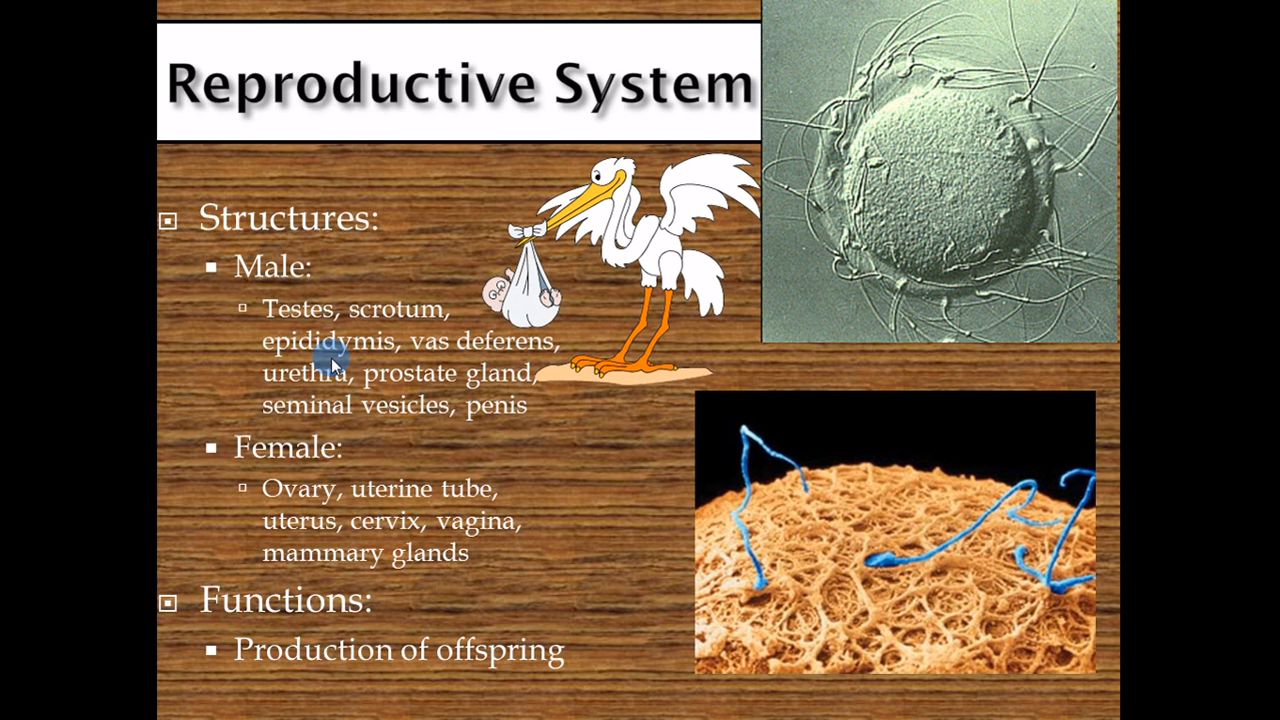 Reproductive System
Structures:
Male:
Testes, scrotum,
epididymis, vas deferens,
urethra, prostate gland,
seminal vesicles, penis
Female:
Ovary, uterine tube,
uterus, cervix, vagina,
mammary glands
Functions:
Production of offspring